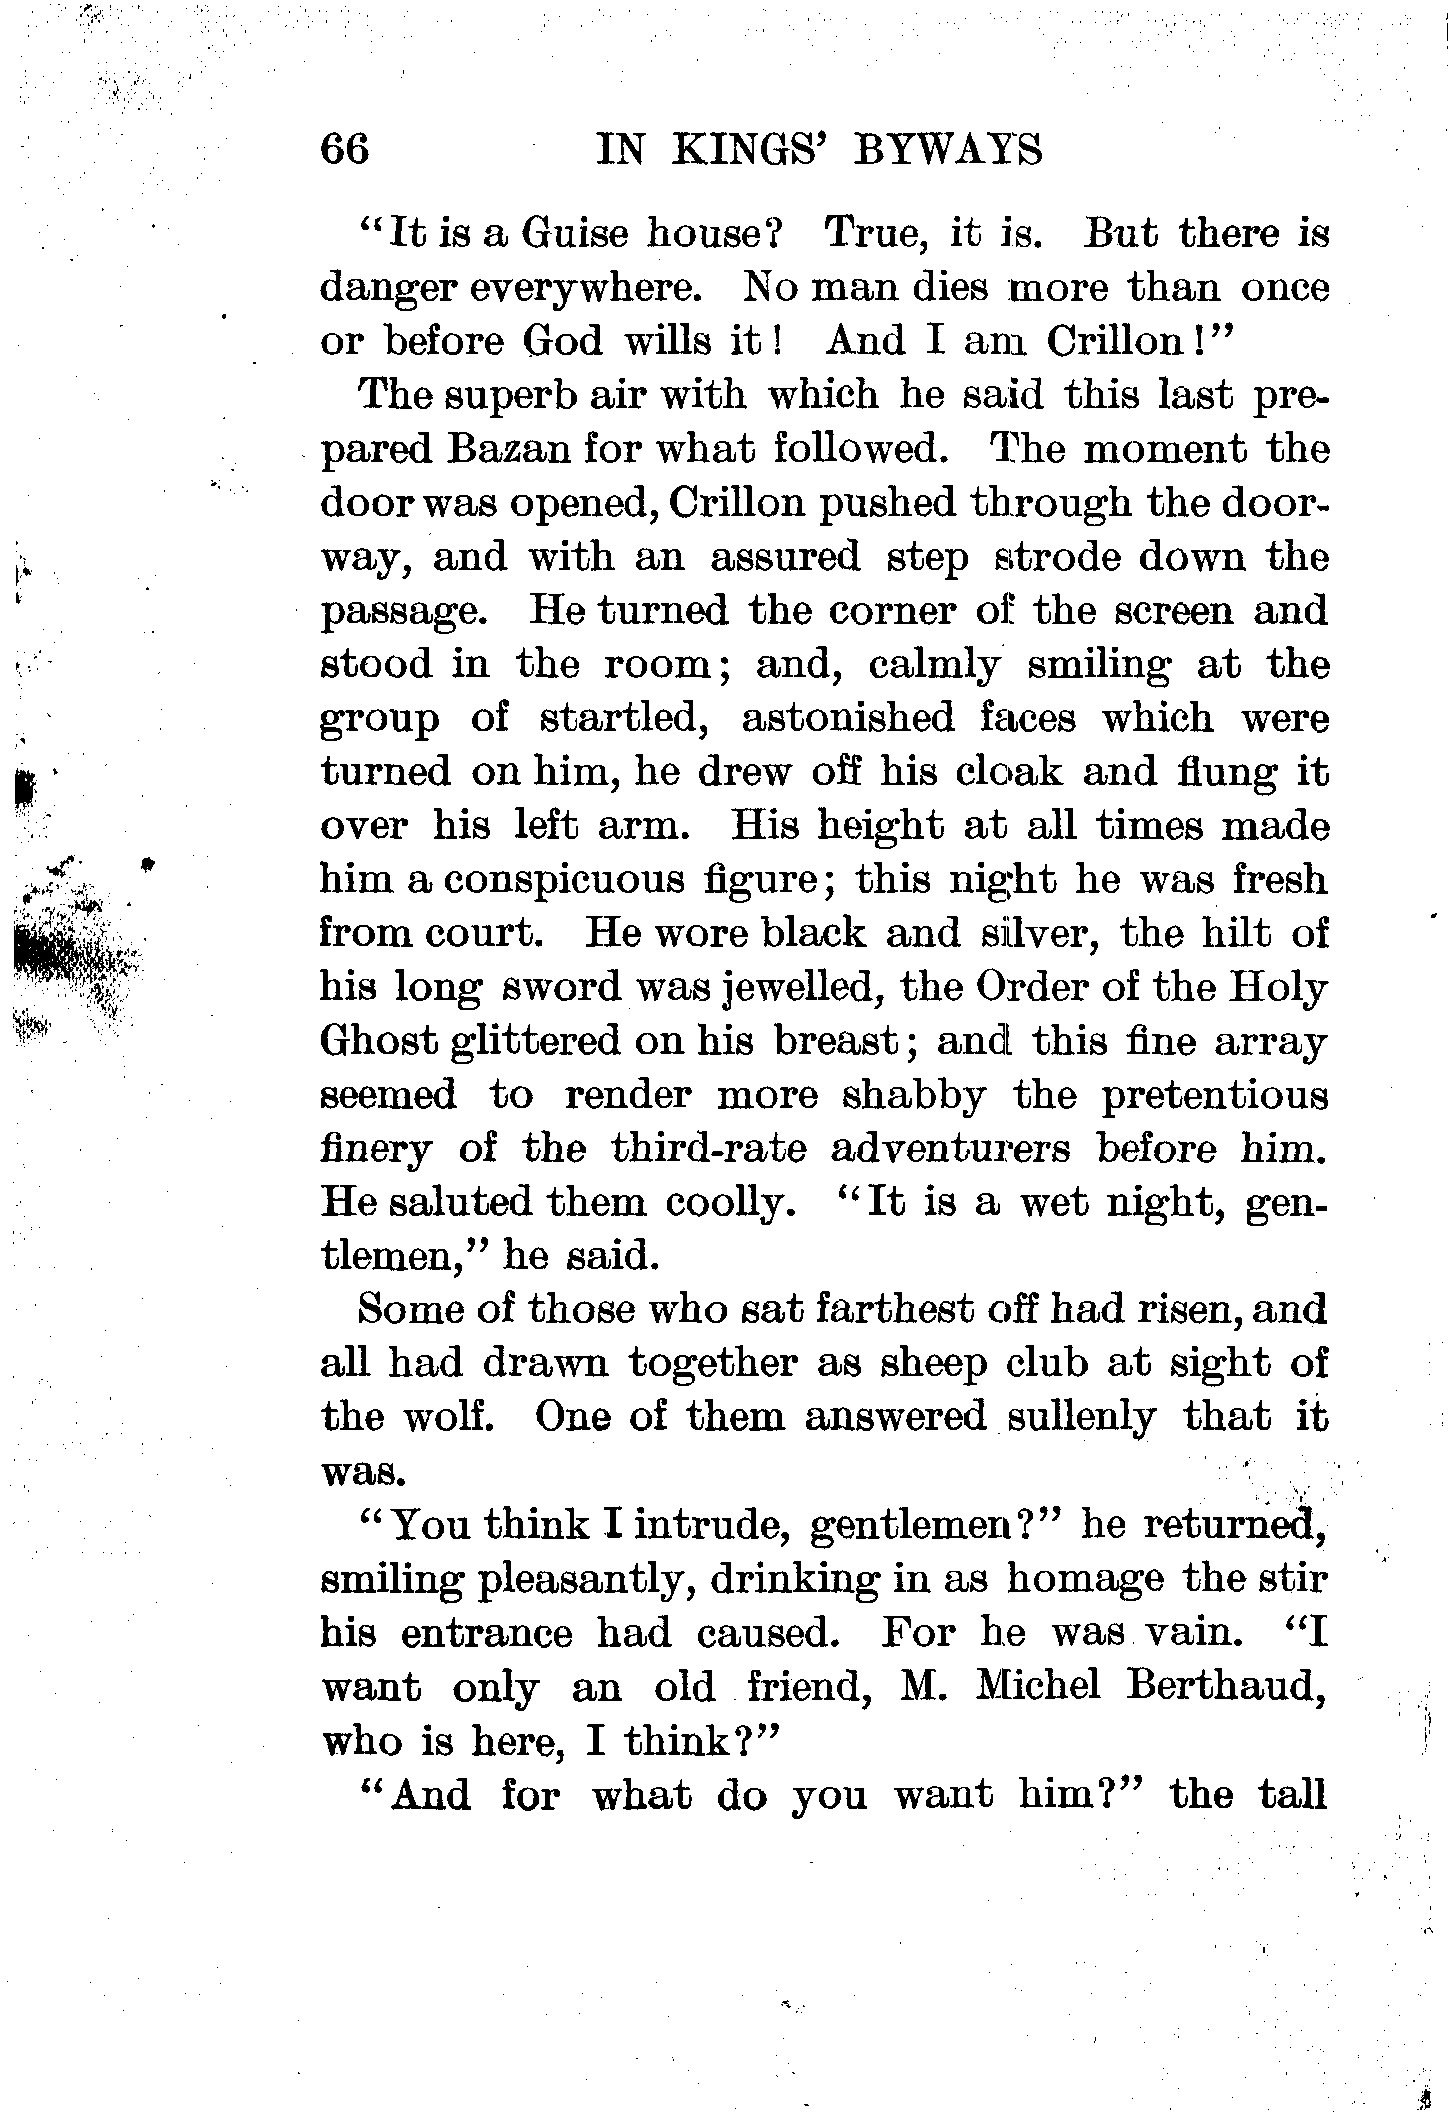 66 IN KINGS' BYWAYS
"It is a Guise house? True, it is. But there is
danger everywhere. No man dies more than once
or before God wills it! And I am Crillon!"
The superb air with which he said this last pre-
pared Bazan for what followed. The moment the
door was opened, Crillon pushed through the door-
way, and with an assured step strode down the
passage. He turned the corner of the screen and
stood in the room; and, calmly smiling at the
group of startled, astonished faces which were
turned on him, he drew off his cloak and flung it
over his left arm. His height at all times made
him a conspicuous figure; this night he was fresh
from court. He wore black and silver, the hilt of
his long sword was jewelled, the Order of the Holy
Ghost glittered on his breast; and this fine array
seemed to render more shabby the pretentious
finery of the third-rate adventurers before him.
He saluted them coolly. "It is a wet night, gen-
tlemen," he said.
Some of those who sat farthest off had risen, and
all had drawn together as sheep club at sight of
the wolf. One of them answered sullenly that it
was.
"You think I intrude, gentlemen?" he returned,
smiling pleasantly, drinking in as homage the stir
his entrance had caused. For he was vain. "I
want only an old friend, M. Michel Berthaud,
who is here, I think?"
"And for what do you want him?" the tall